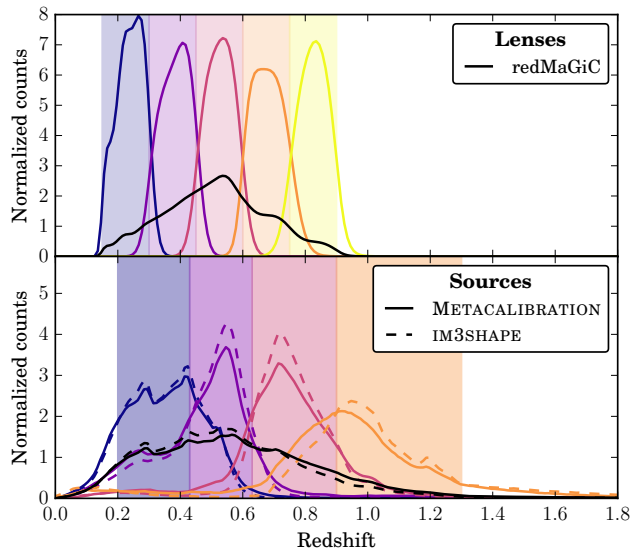 8
7
6
5
4
3
2
1
0
Normalized counts
Lenses
redMaGiC
5
4
3
2
1
0
Normalized counts
Sources
METACALIBRATION
IM3SHAPE
0.0 0.2 0.4 0.6 0.8 1.0 1.2 1.4 1.6 1.8
Redshift